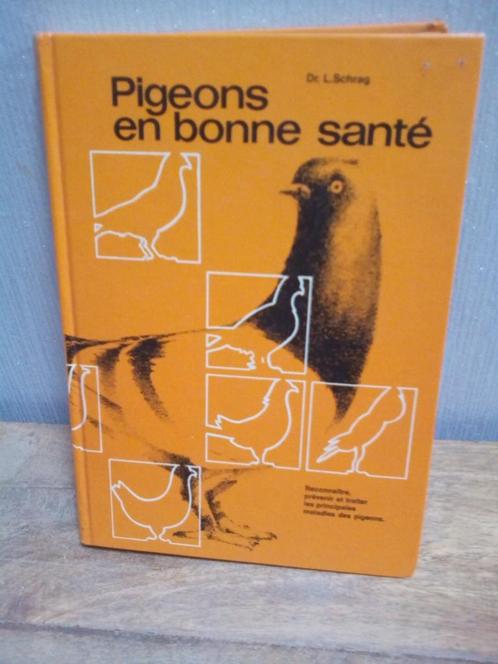 Dr. L.Schrag
Pigeons
en bonne santé
Reconnaître,
prévenir et traiter
les principales
maladies des pigeons.